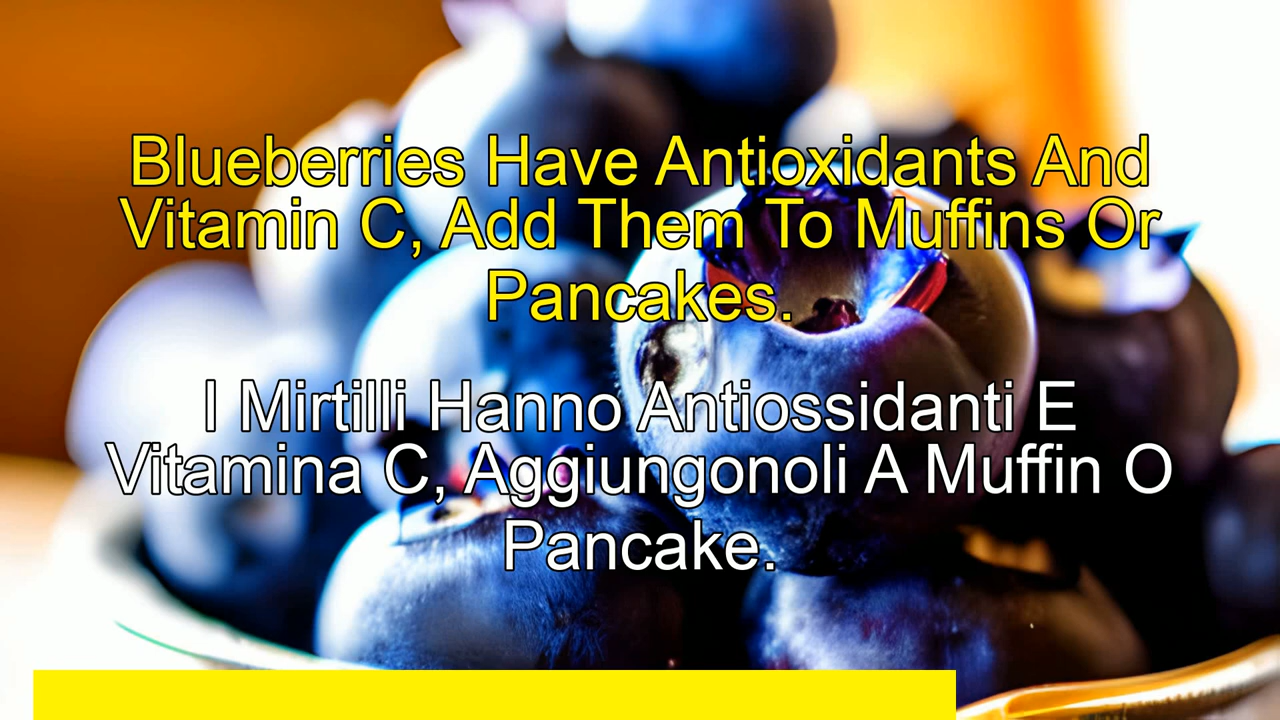 Blueberries Have Antioxidants And
Vitamin C, Add Them To Muffins Or
Pancakes.
I Mirtilli Hanno Antiossidanti E
Vitamina C, Aggiungonoli A Muffin O
Pancake.